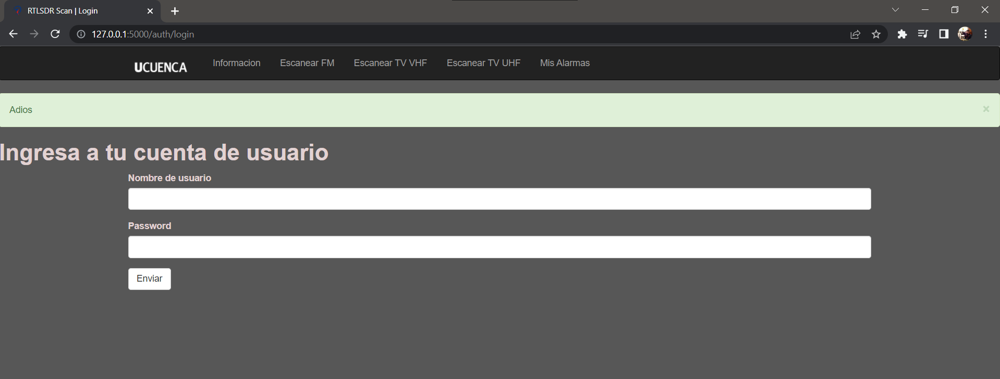 RTLSDR Scan | Login
127.0.0.1:5000/auth/login
UCUENCA Informacion Escanear FM Escanear TV VHF Escanear TV UHF Mis Alarmas
Adios ×
Ingresa a tu cuenta de usuario
Nombre de usuario
Password
Enviar